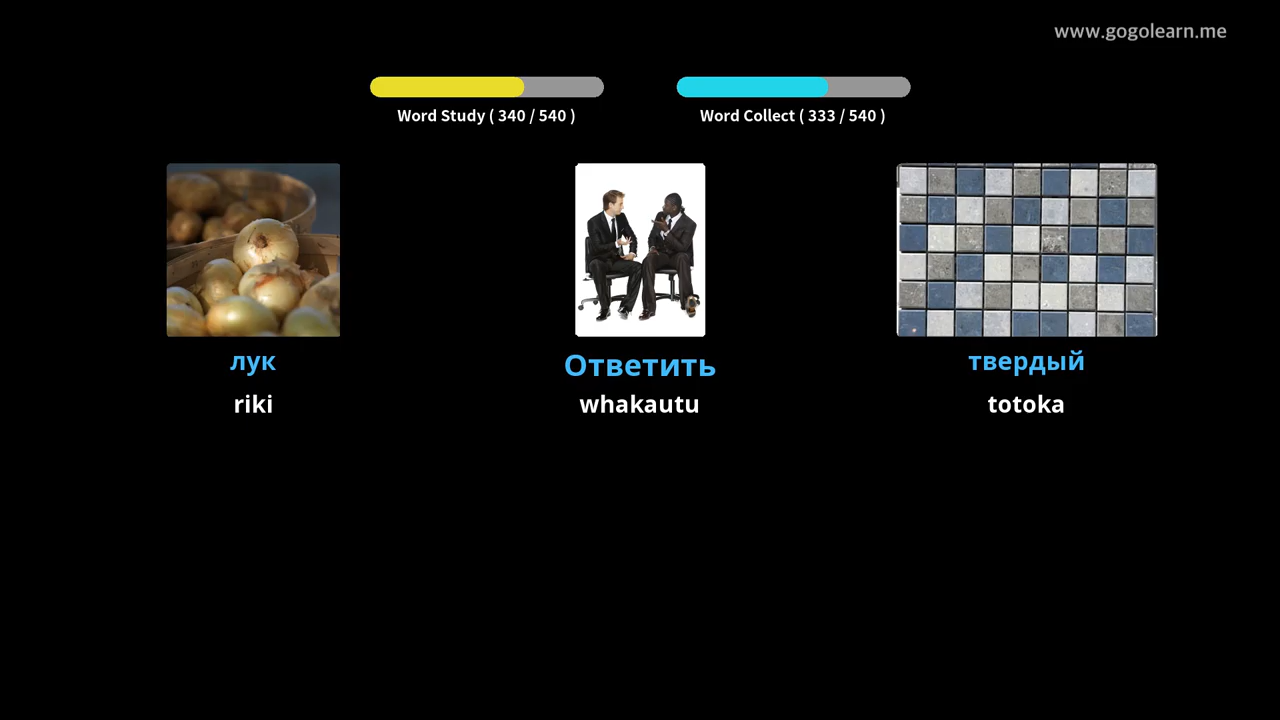 www.gogolearn.me
Word Study ( 340 / 540 )
Word Collect ( 333 / 540 )
лук
Ответить
твердый
riki
whakautu
totoka